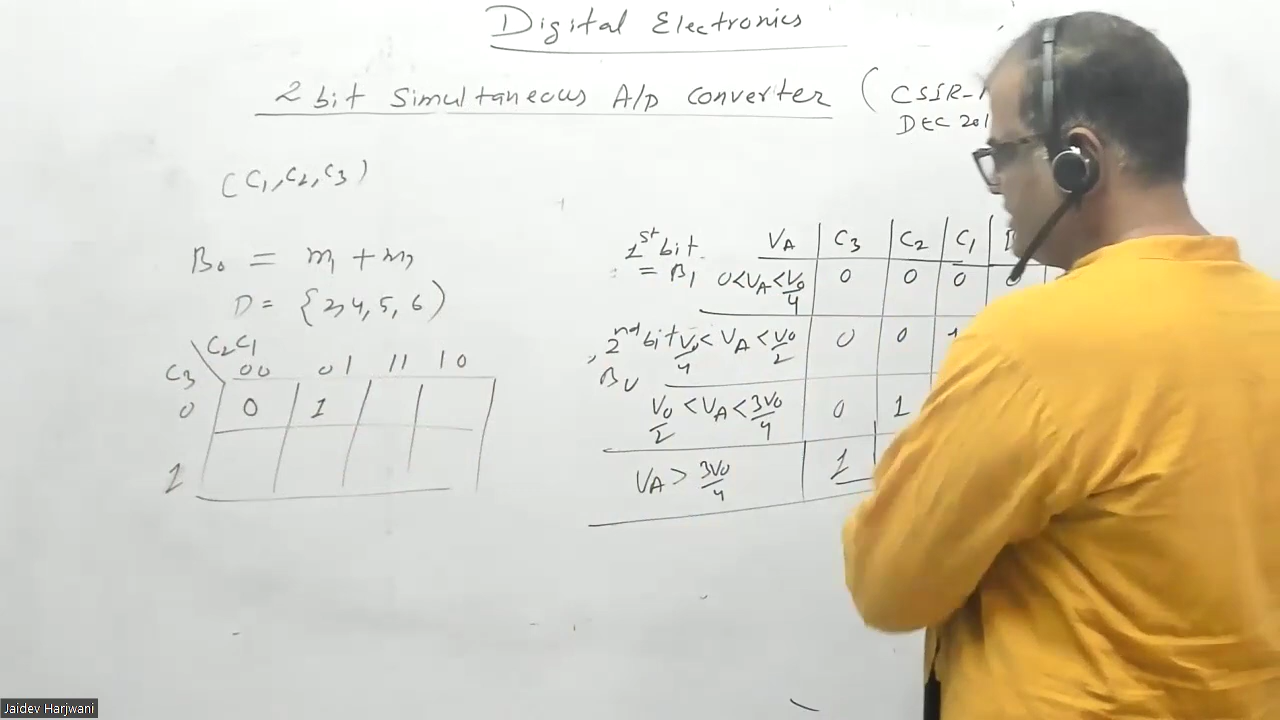 Digital Electronics
2 bit Simultaneous A/D Converter (CSIR-
DEC 201
(C1, C2, C3)
B0 = m1 + m7
D = {2, 4, 5, 6)
C2C1
C3 00 01 11 10
0 0 1
1
1st bit = B1
2nd bit
B0
VA C3 C2 C1
0<VA<V0/4 0 0 0 0
V0/4 < VA < V0/2 0 0 1
V0/2 < VA < 3V0/4 0 1
VA > 3V0/4 1
Jaidev Harjwani